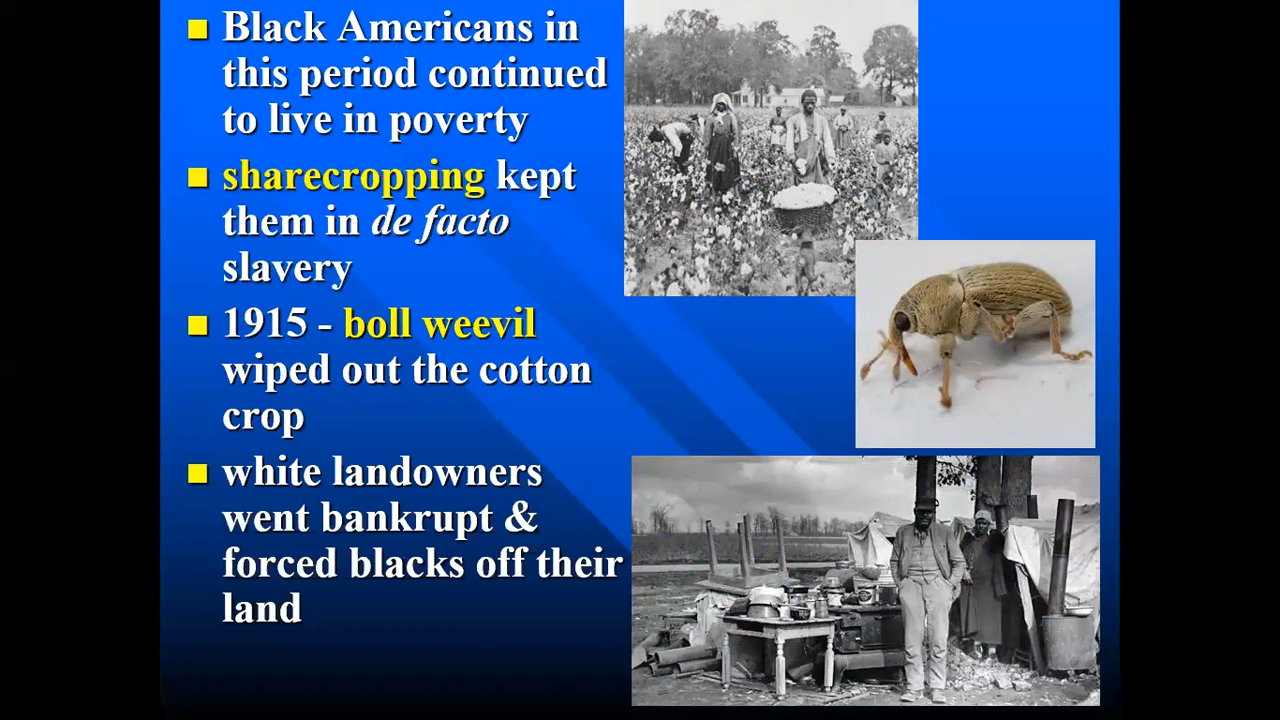 Black Americans in
this period continued
to live in poverty
sharecropping kept
them in de facto
slavery
1915 - boll weevil
wiped out the cotton
crop
white landowners
went bankrupt &
forced blacks off their
land